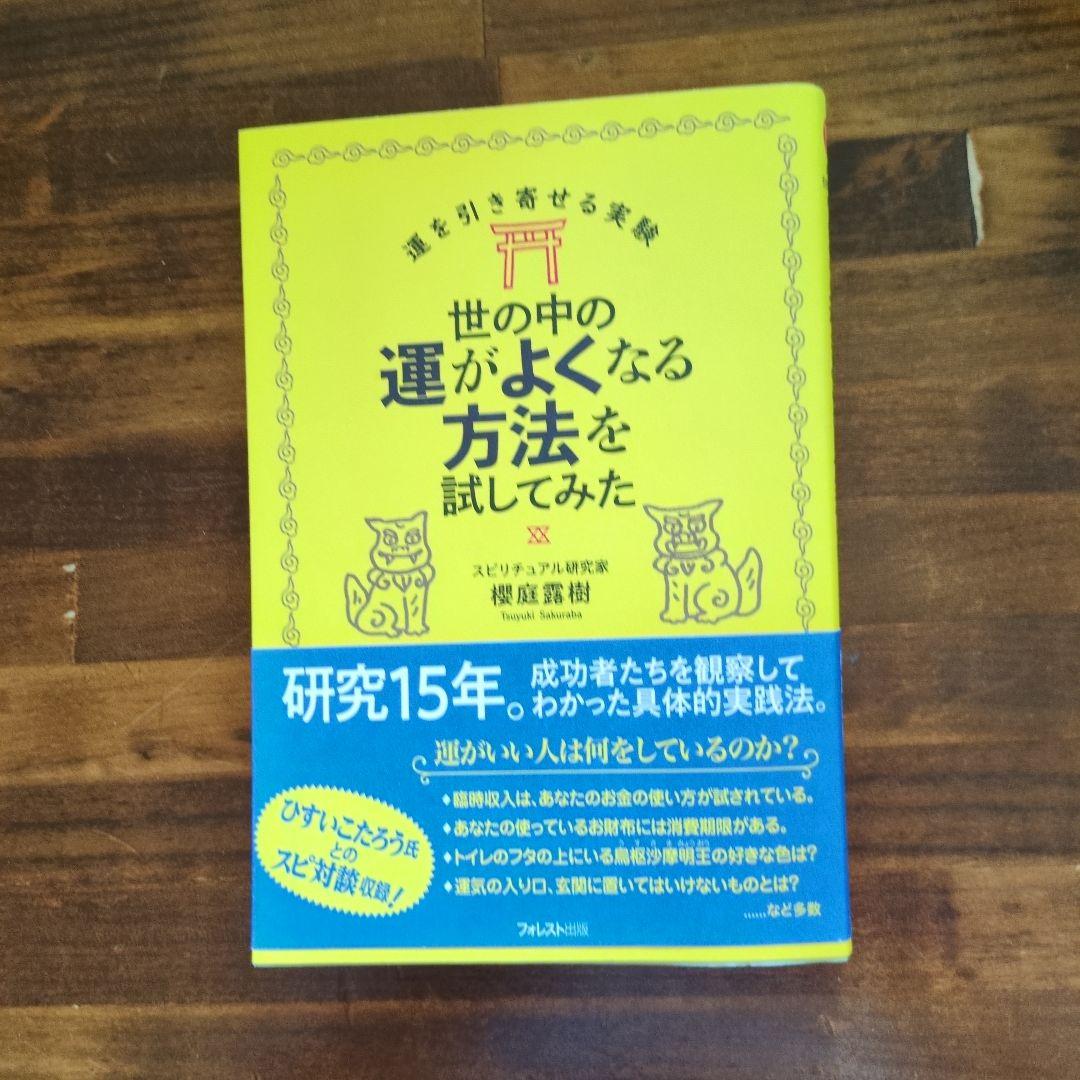 運を引き寄せる実験
世の中の
運がよくなる
方法を
試してみた
スピリチュアル研究家
櫻庭露樹
Tsuyuki Sakuraba
研究15年。
成功者たちを観察して
わかった具体的実践法。
運がいい人は何をしているのか?
◆臨時収入は、あなたのお金の使い方が試されている。
◆あなたの使っているお財布には消費期限がある。
うすさまみょうおう
◆トイレのフタの上にいる烏枢沙摩明王の好きな色は?
◆運気の入り口、玄関に置いてはいけないものとは?
……など多数
ひすいこたろう氏
との
スピ対談収録!
フォレスト出版